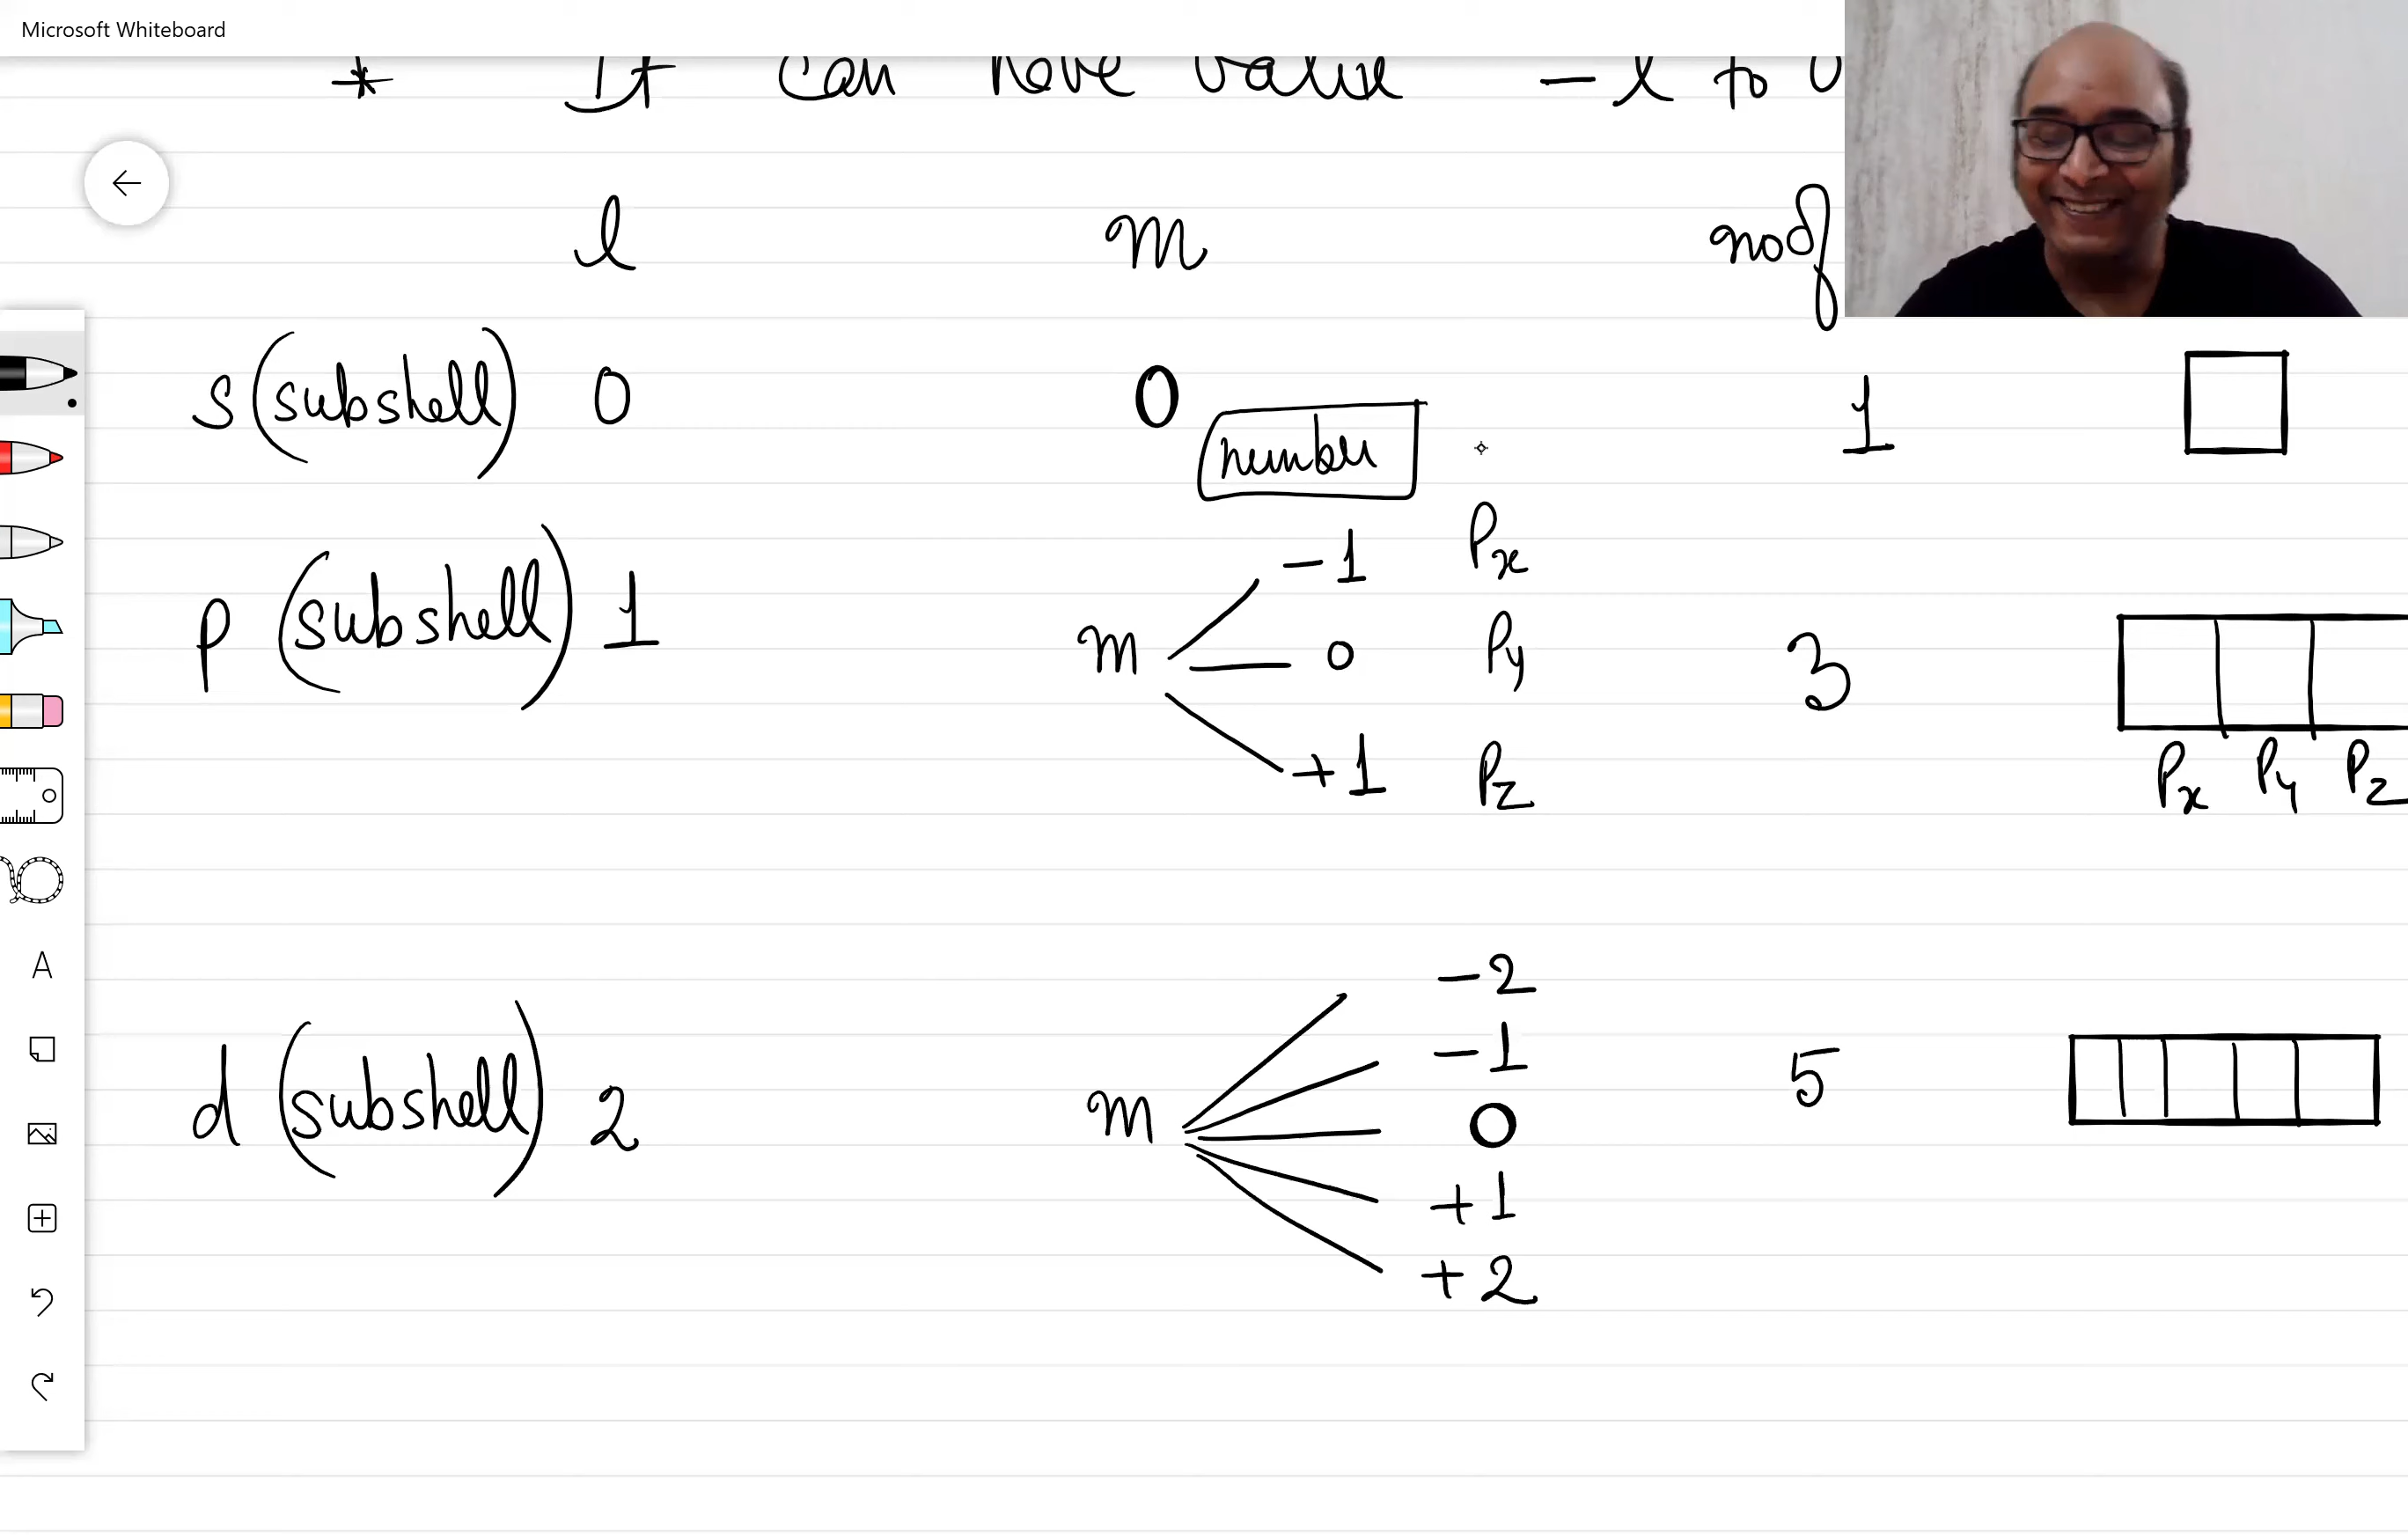 Microsoft Whiteboard
* It can have value - l to 0
l m no of
s (subshell) 0 0 1
number
p (subshell) 1 m -1 Px
0 Py 3
+1 Pz
Px Py Pz
d (subshell) 2 m -2
-1
0 5
+1
+2
A